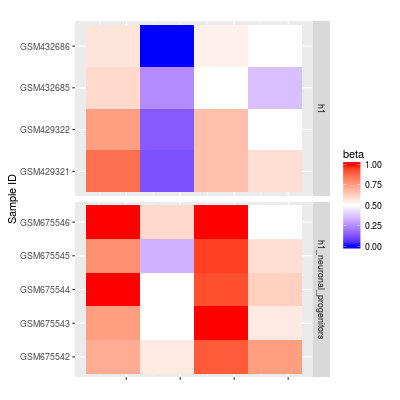 Sample ID
GSM432686
GSM432685
GSM429322
GSM429321
h1
GSM675546
GSM675545
GSM675544
GSM675543
GSM675542
h1_neuronal_progenitors
beta
1.00
0.75
0.50
0.25
0.00